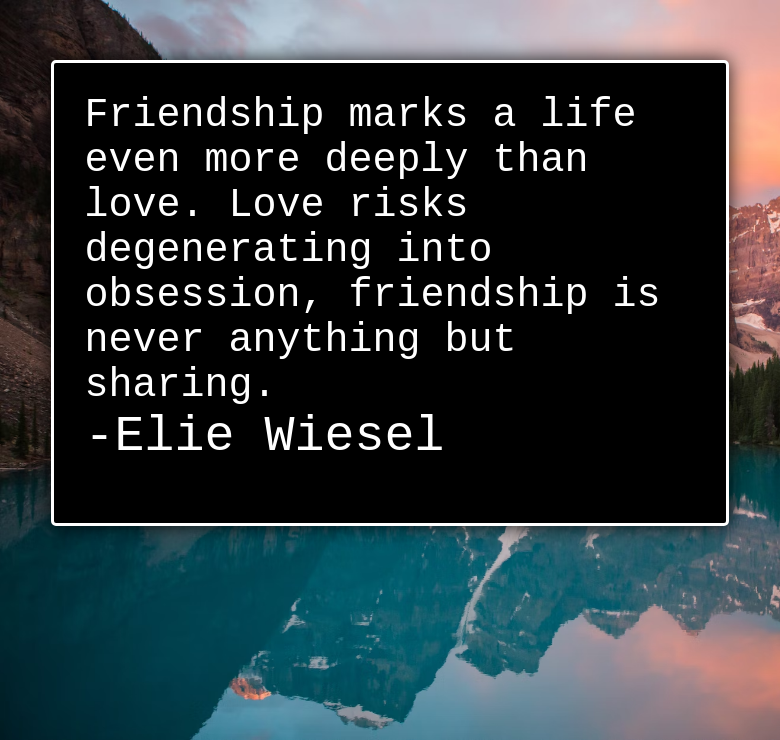 Friendship marks a life
even more deeply than
love. Love risks
degenerating into
obsession, friendship is
never anything but
sharing.
-Elie Wiesel